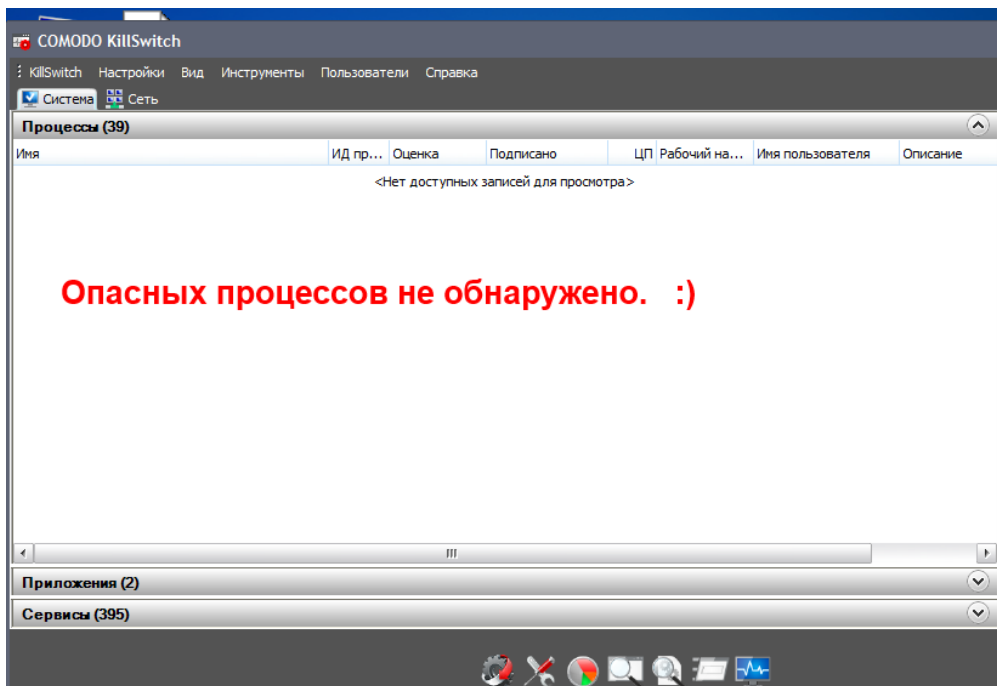 COMODO KillSwitch
KillSwitch Настройки Вид Инструменты Пользователи Справка
Система Сеть
Процессы (39)
Имя ИД пр... Оценка Подписано ЦП Рабочий на... Имя пользователя Описание
<Нет доступных записей для просмотра>
Опасных процессов не обнаружено. :)
Приложения (2)
Сервисы (395)